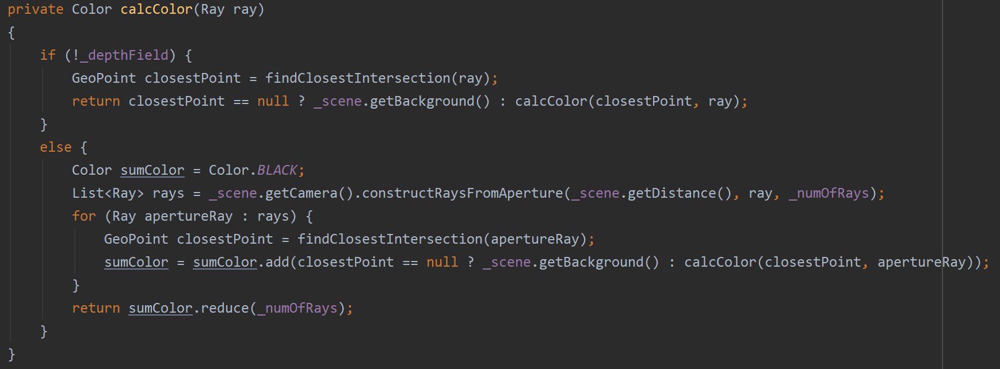 private Color calcColor(Ray ray)
{
    if (!_depthField) {
        GeoPoint closestPoint = findClosestIntersection(ray);
        return closestPoint == null ? _scene.getBackground() : calcColor(closestPoint, ray);
    }
    else {
        Color sumColor = Color.BLACK;
        List<Ray> rays = _scene.getCamera().constructRaysFromAperture(_scene.getDistance(), ray, _numOfRays);
        for (Ray apertureRay : rays) {
            GeoPoint closestPoint = findClosestIntersection(apertureRay);
            sumColor = sumColor.add(closestPoint == null ? _scene.getBackground() : calcColor(closestPoint, apertureRay));
        }
        return sumColor.reduce(_numOfRays);
    }
}